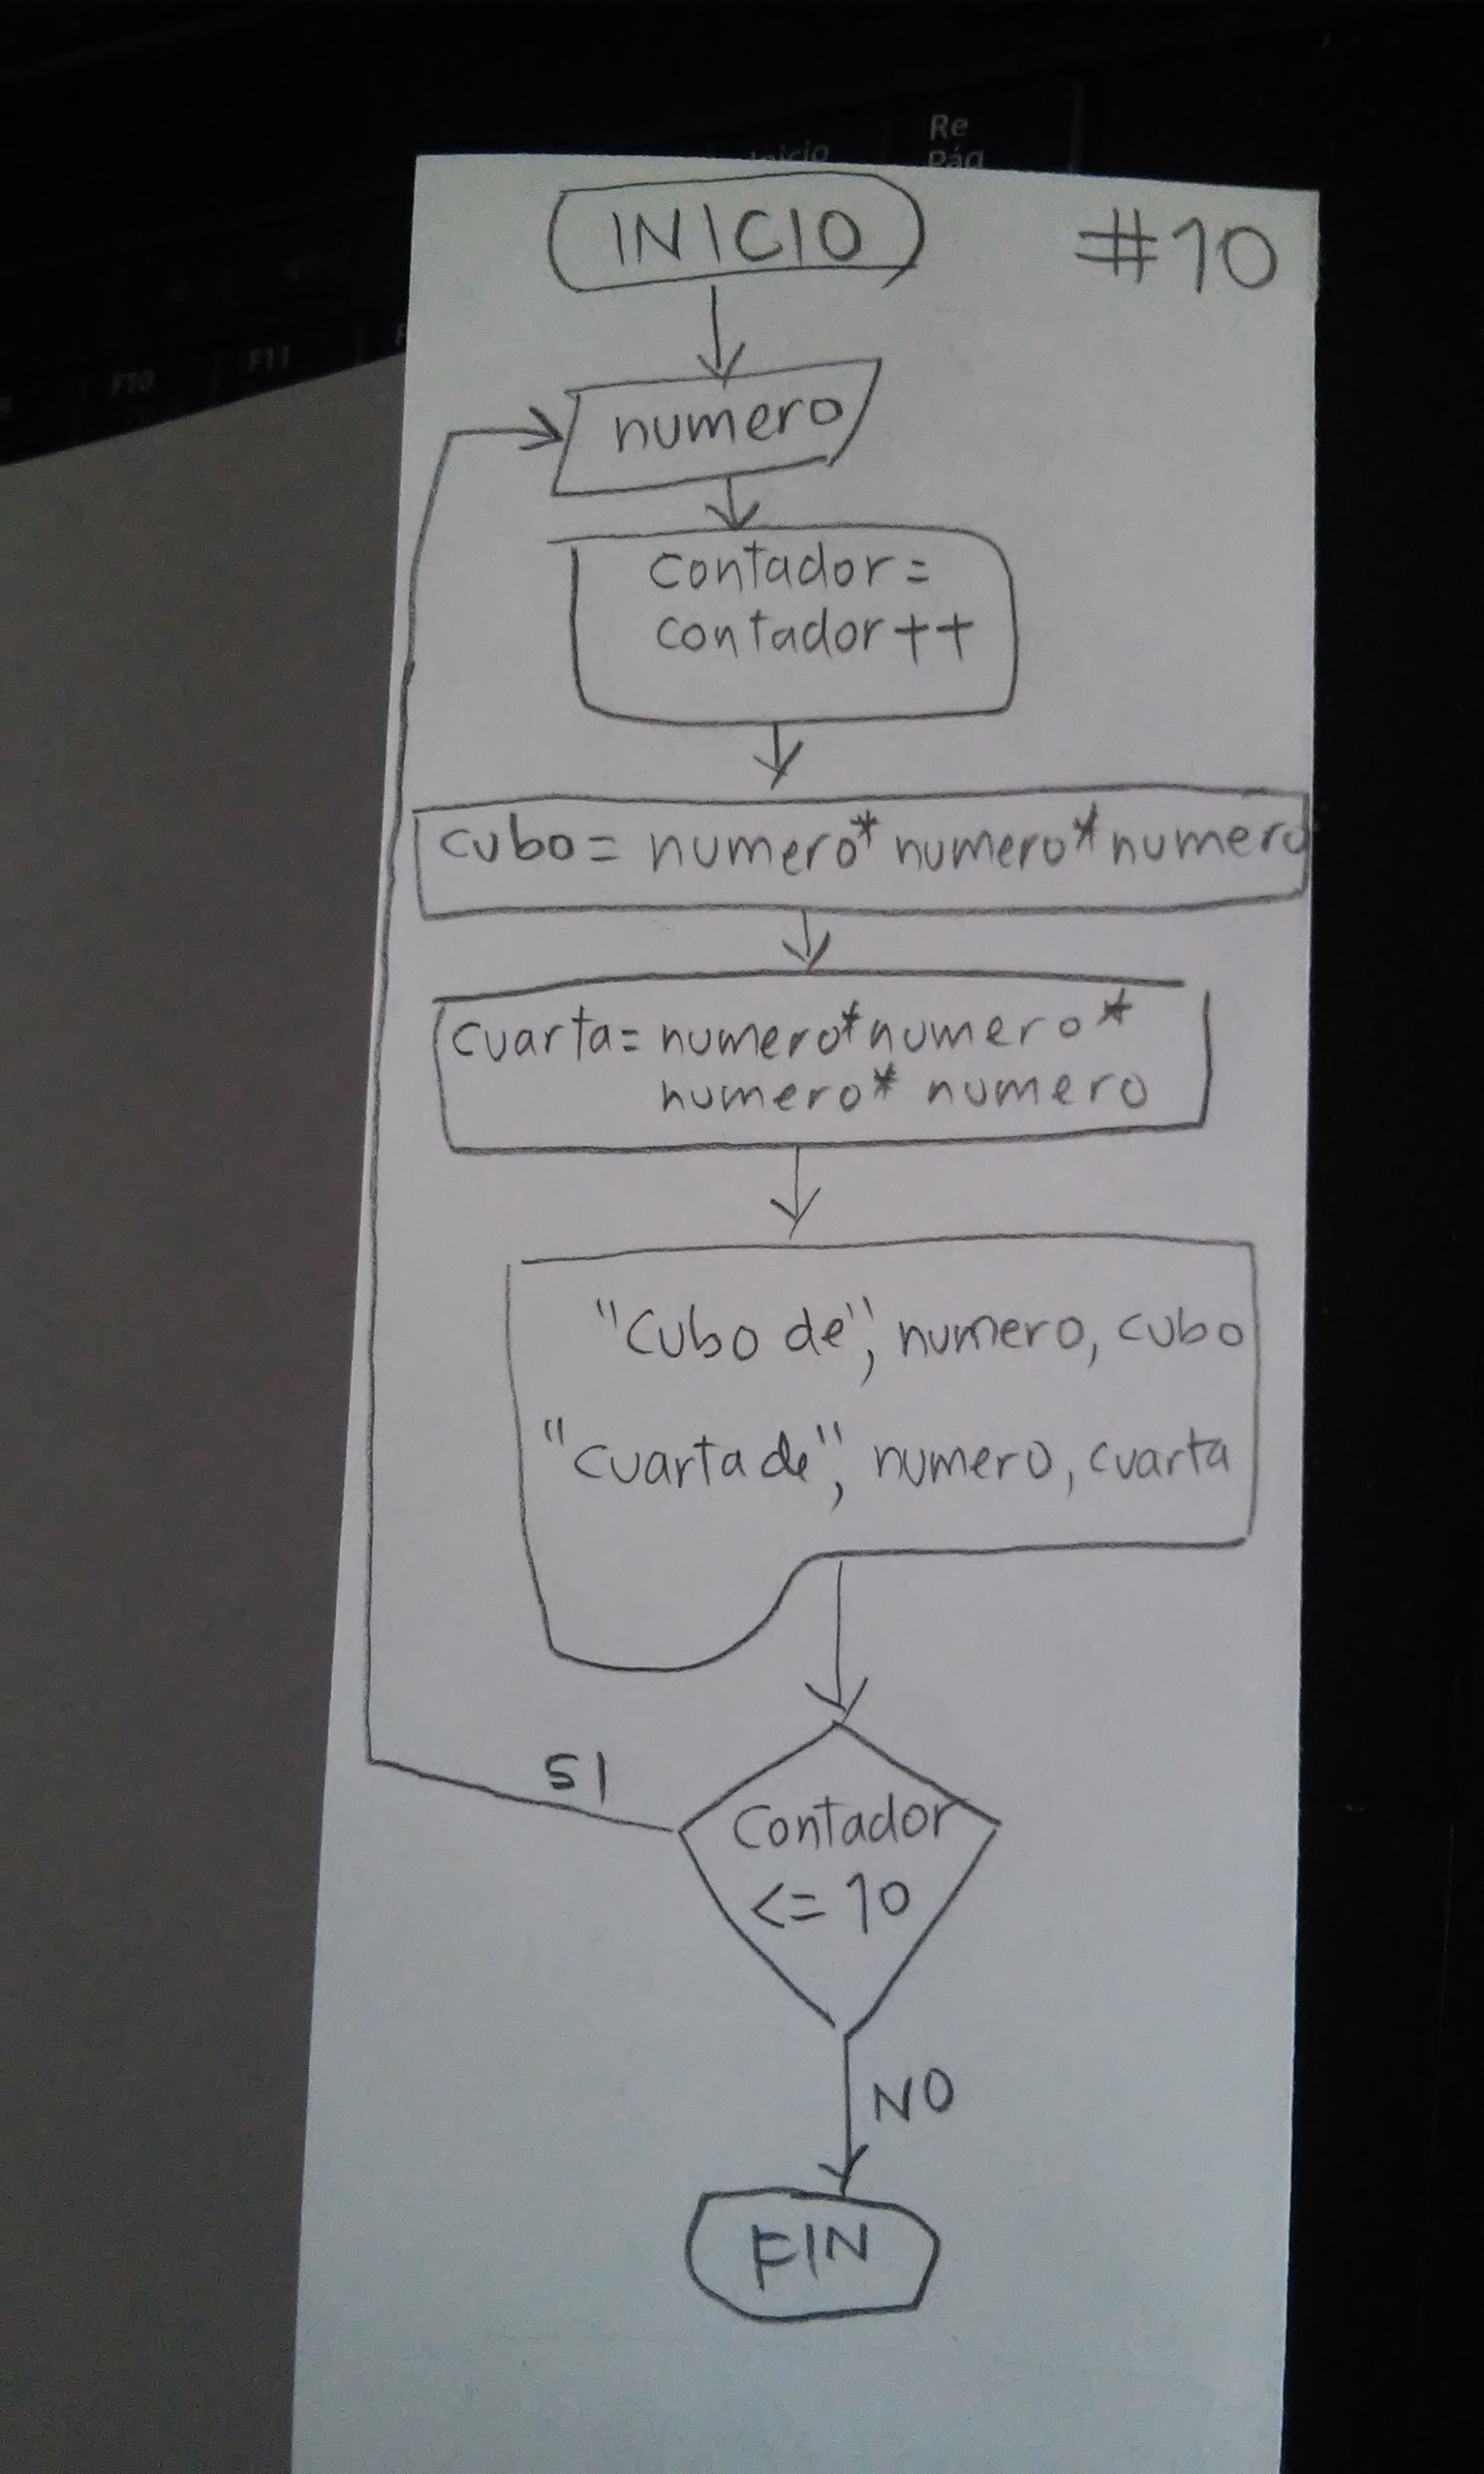 Re
Pág
Inicio
F10
F11
INICIO
#10
numero
contador=
contador++
cubo= numero*numero*numero
cuarta= numero*numero*
numero* numero
"Cubo de", numero, cubo
"Cuarta de", numero, cuarta
SI
Contador
<= 10
NO
FIN